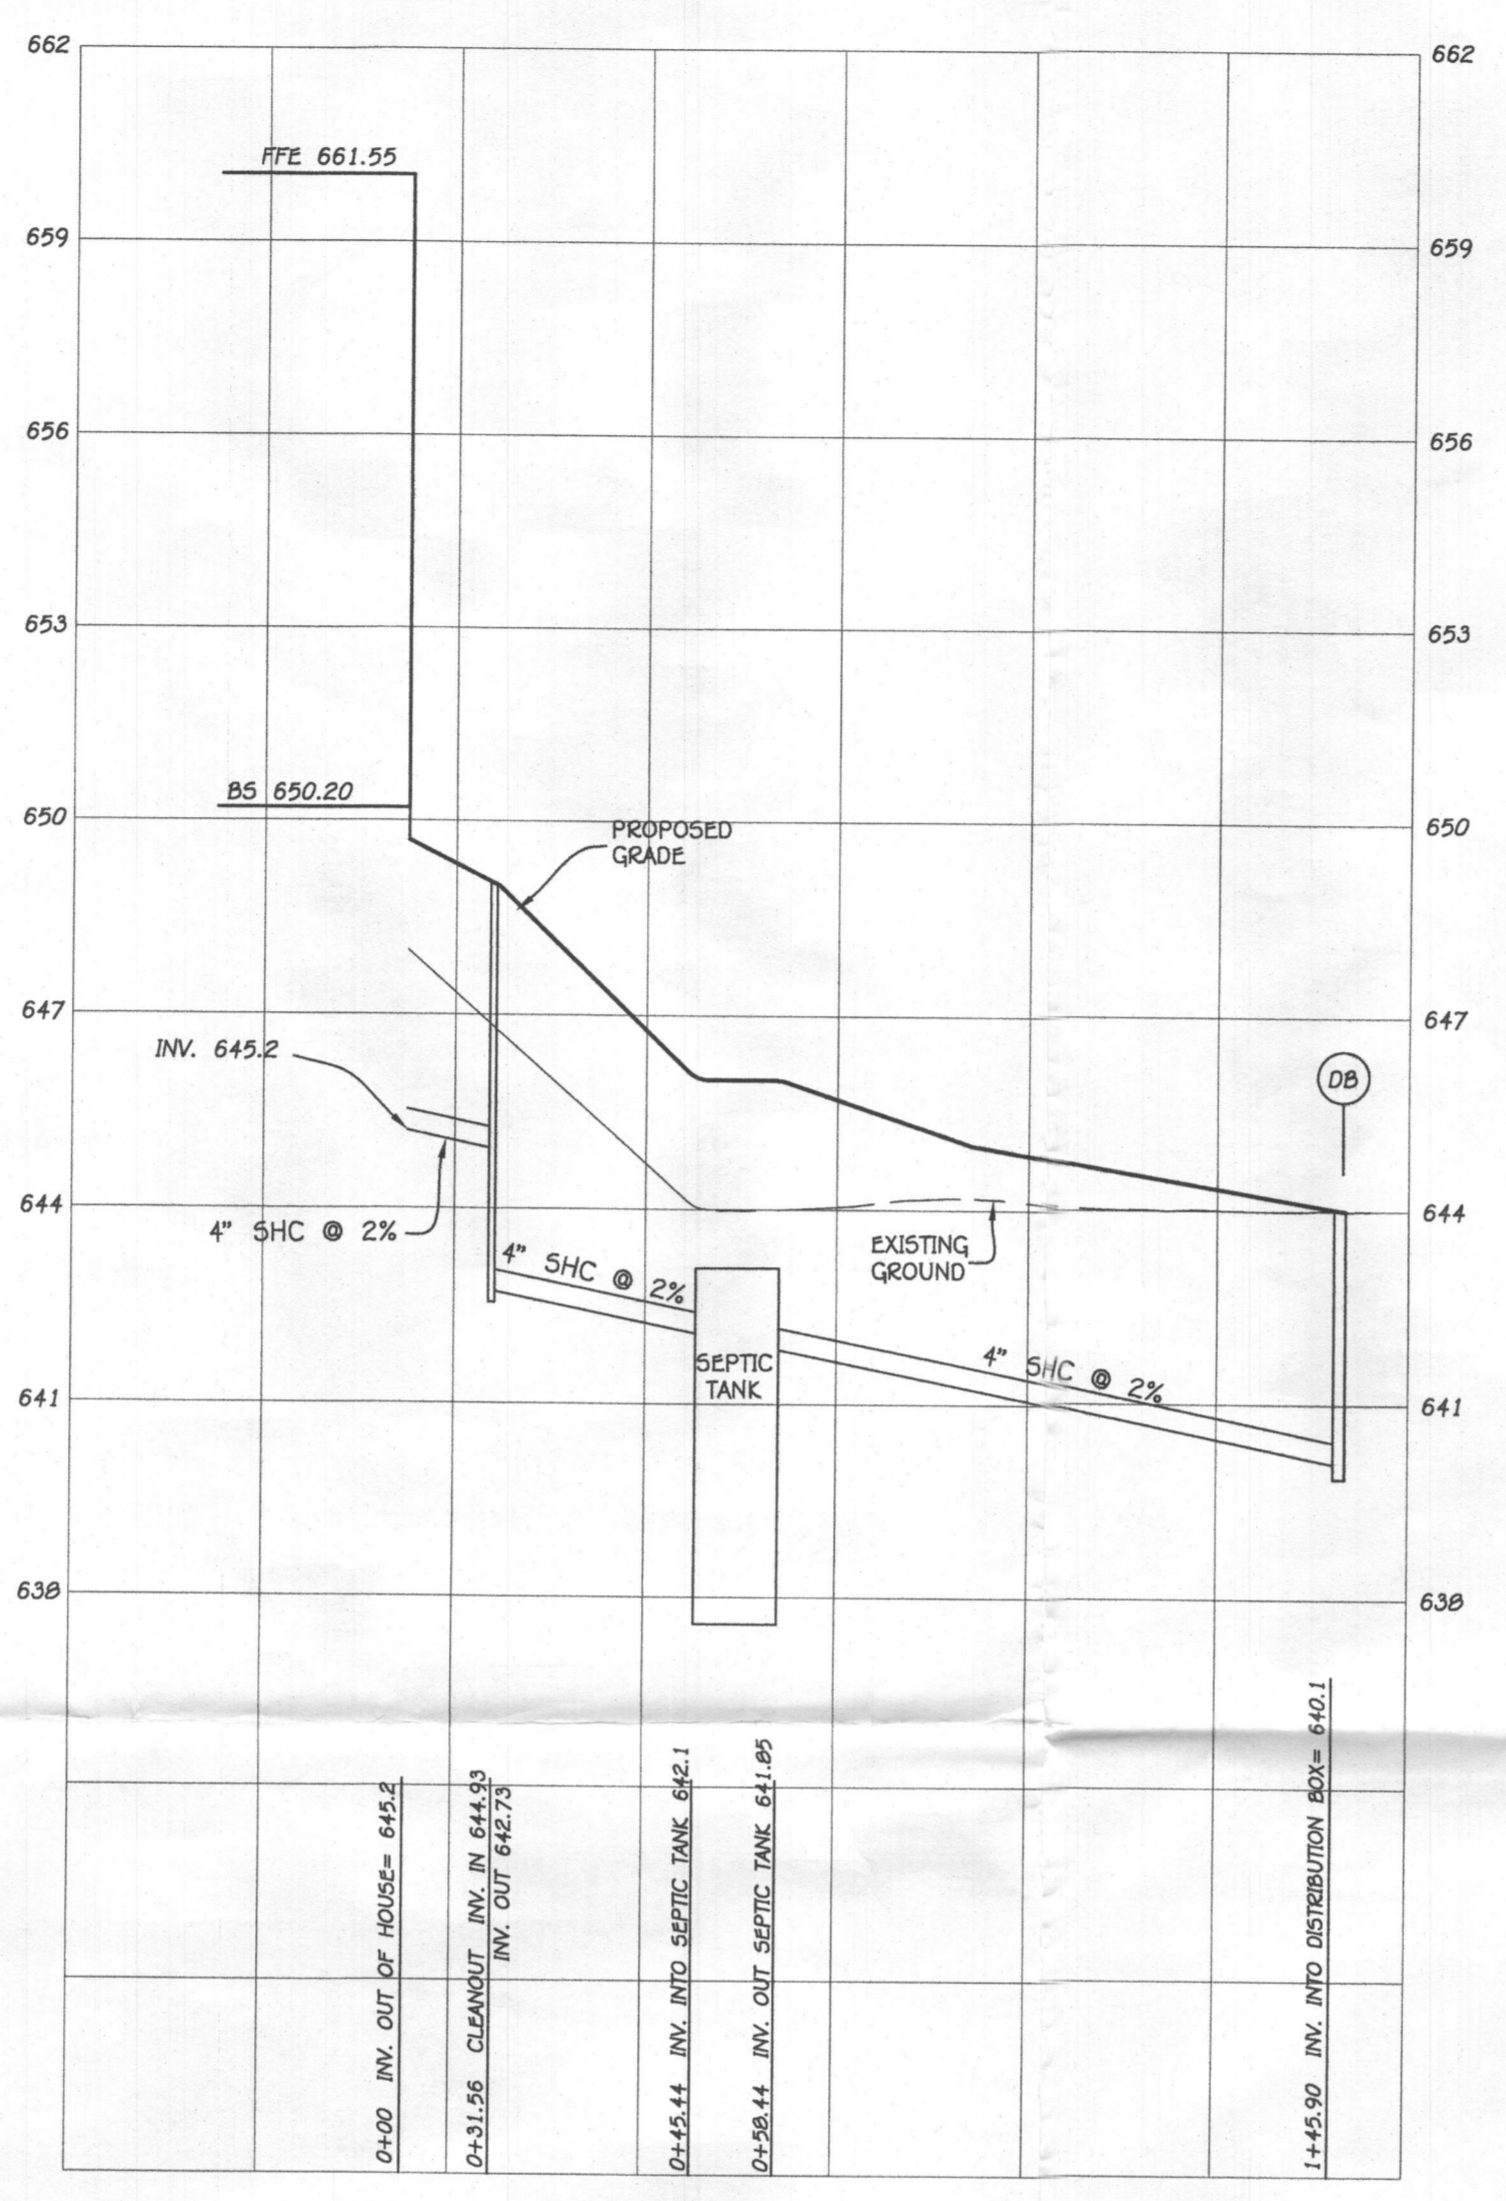 662
662
FFE 661.55
659
659
656
656
653
653
BS 650.20
650
650
PROPOSED
GRADE
647
647
INV. 645.2
DB
644
644
4" SHC @ 2%
4" SHC @ 2%
EXISTING
GROUND
SEPTIC
TANK
4" SHC @ 2%
641
641
638
638
0+00 INV. OUT OF HOUSE= 645.2
0+31.56 CLEANOUT INV. IN 644.93
INV. OUT 642.73
0+45.44 INV. INTO SEPTIC TANK 642.1
0+58.44 INV. OUT SEPTIC TANK 641.85
1+45.90 INV. INTO DISTRIBUTION BOX= 640.1